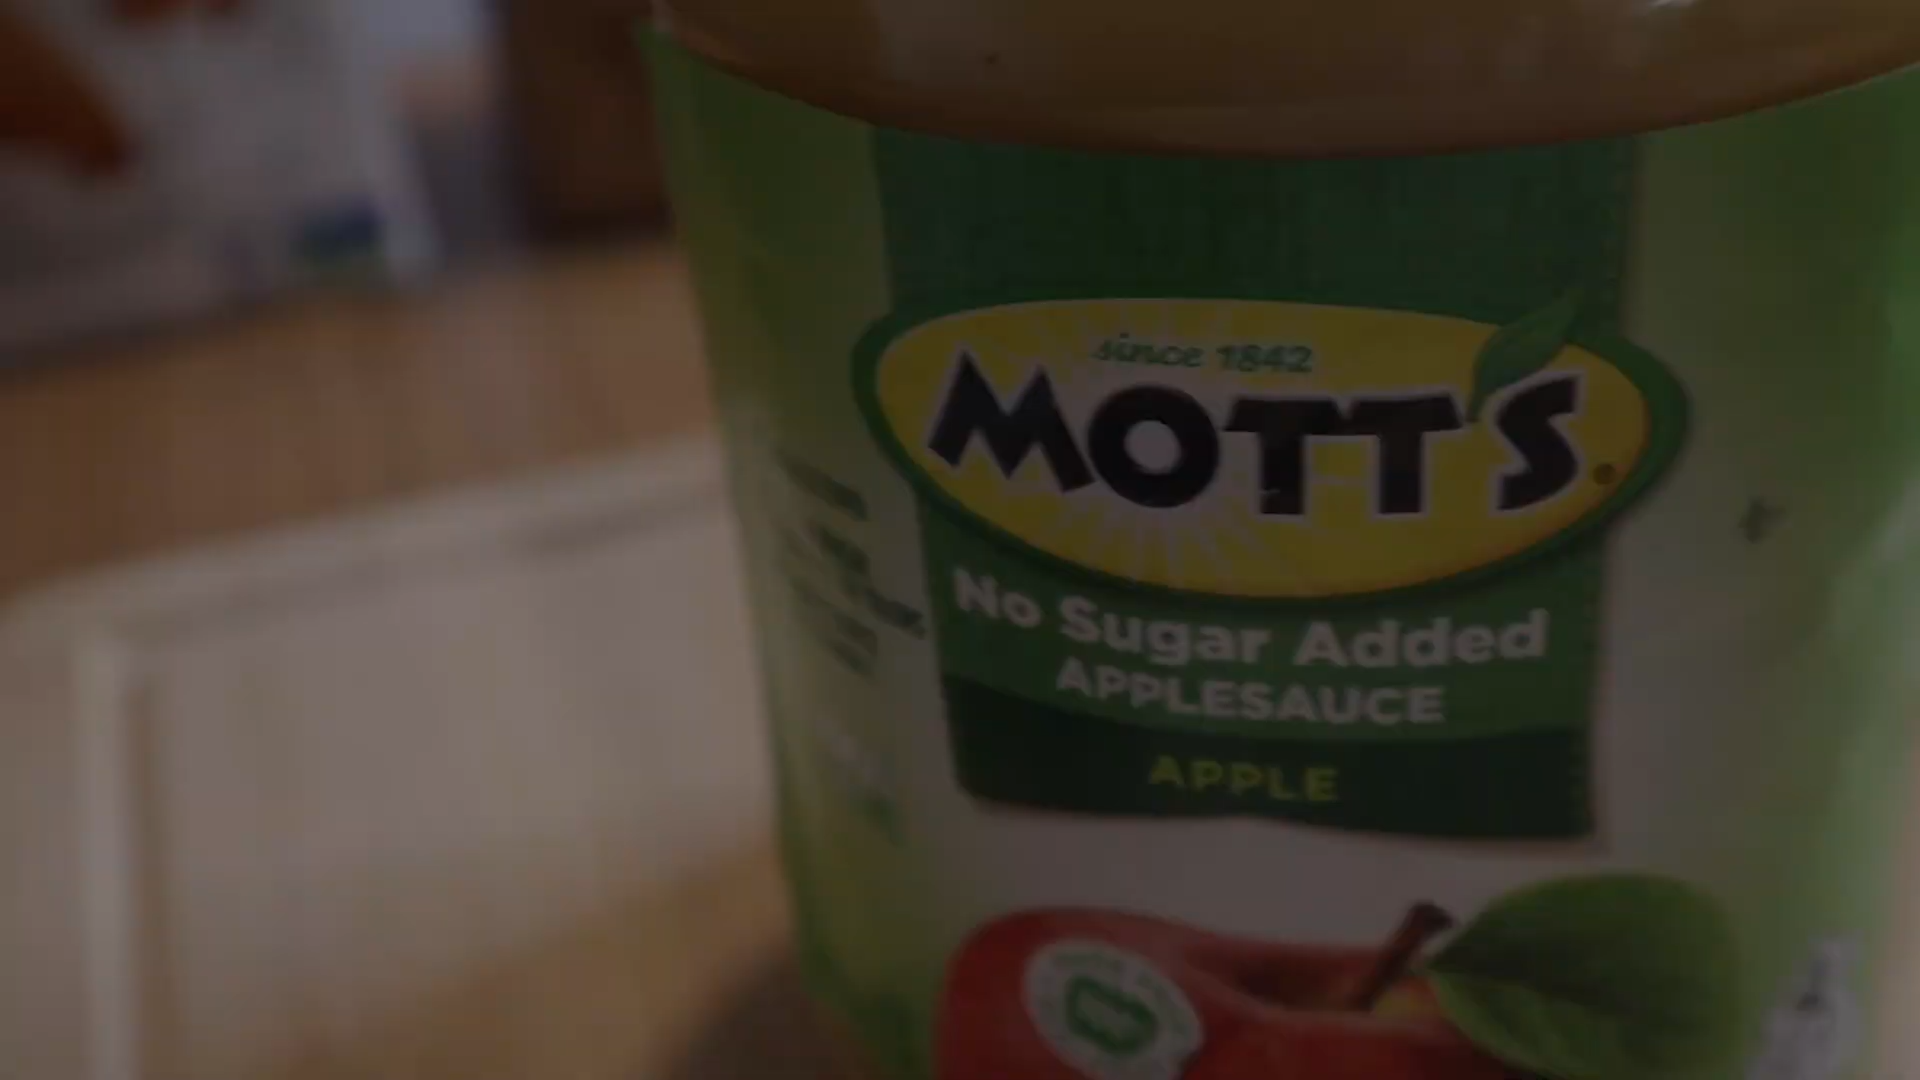 since 1842
MOTT'S
No Sugar Added
APPLESAUCE
APPLE